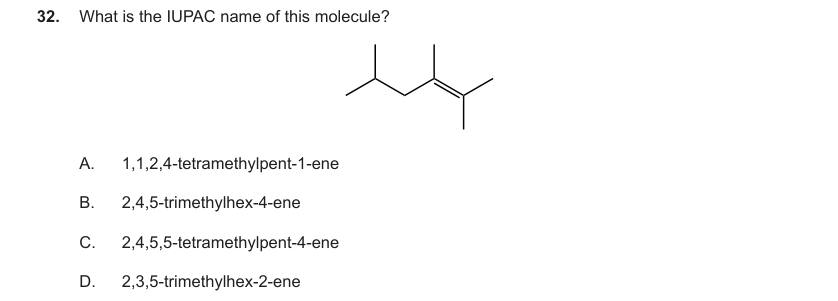 32. What is the IUPAC name of this molecule?
A. 1,1,2,4-tetramethylpent-1-ene
B. 2,4,5-trimethylhex-4-ene
C. 2,4,5,5-tetramethylpent-4-ene
D. 2,3,5-trimethylhex-2-ene